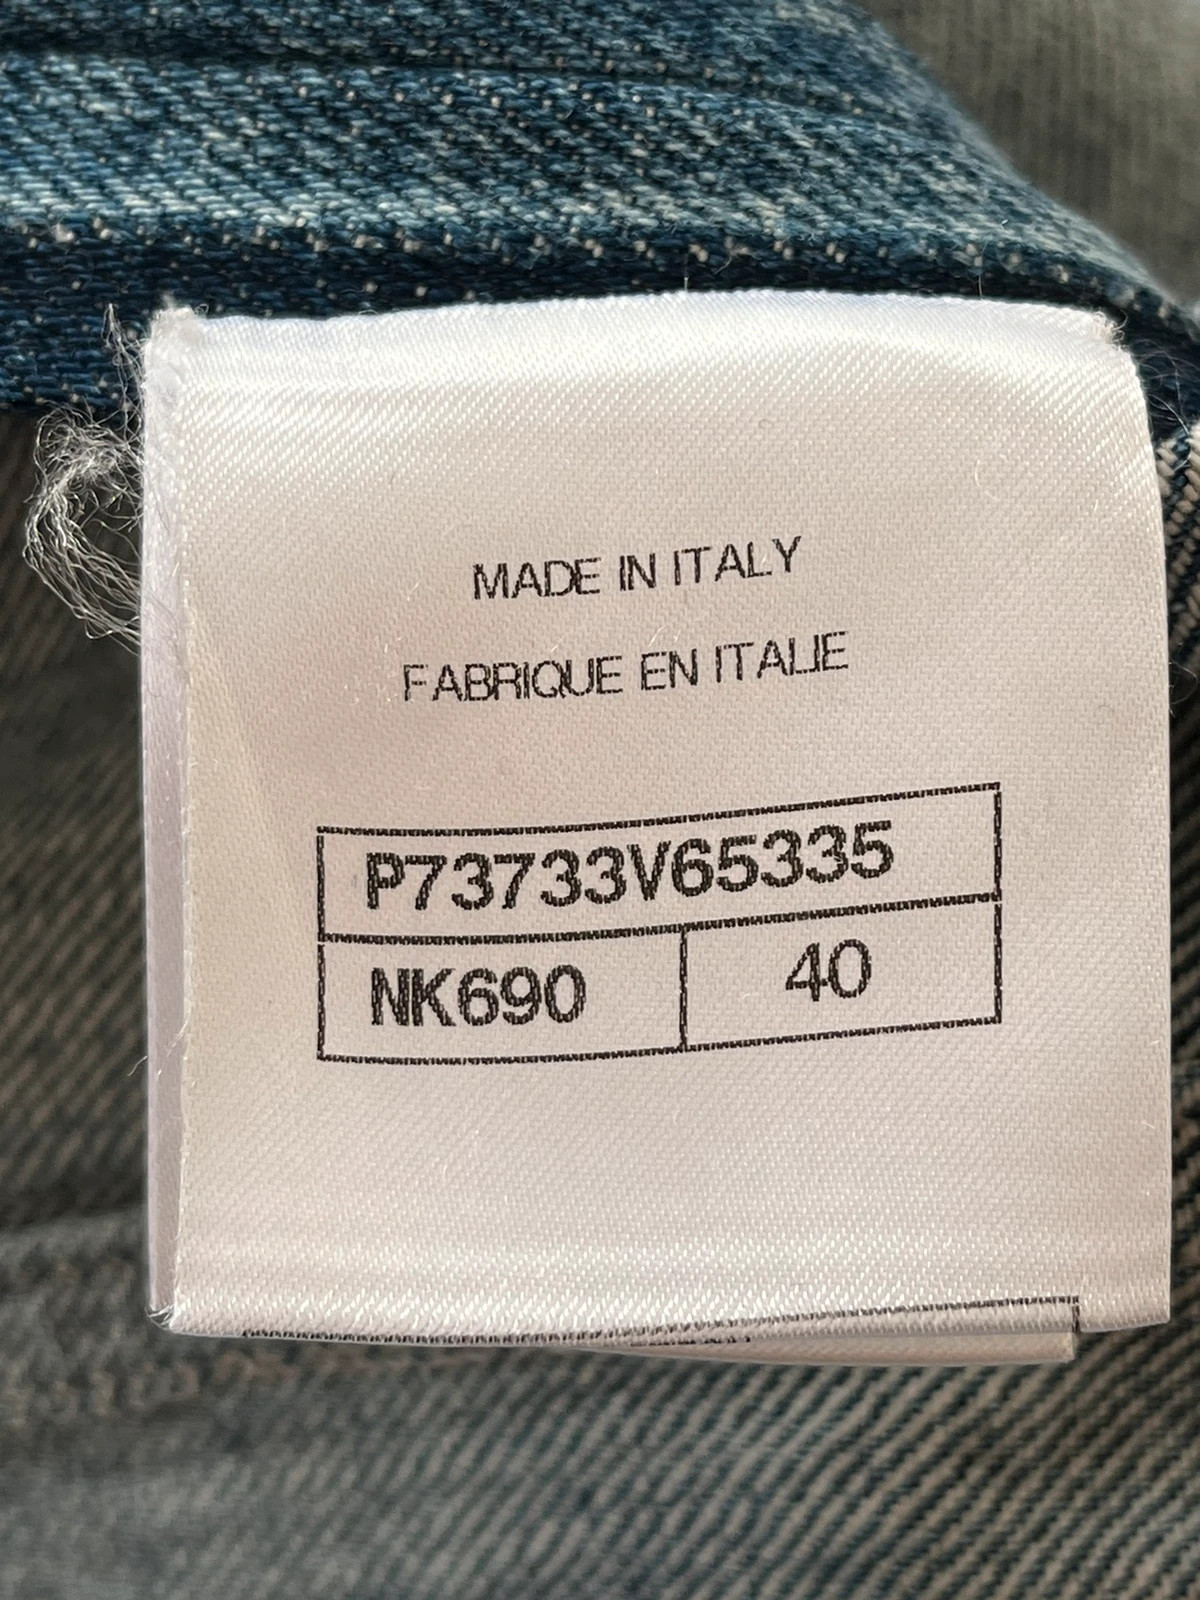 MADE IN ITALY
FABRIQUE EN ITALIE
P73733V65335
NK690 40